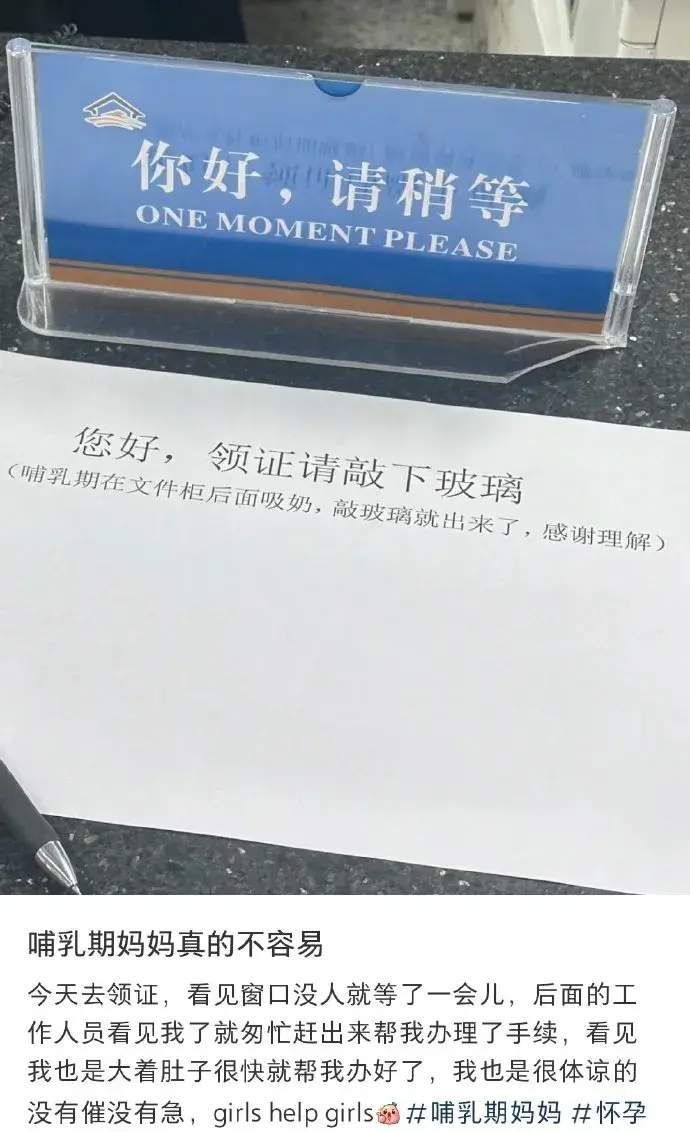 你好，请稍等
ONE MOMENT PLEASE
您好，领证请敲下玻璃
（哺乳期在文件柜后面吸奶，敲玻璃就出来了，感谢理解）
哺乳期妈妈真的不容易
今天去领证，看见窗口没人就等了一会儿，后面的工
作人员看见我了就匆忙赶出来帮我办理了手续，看见
我也是大着肚子很快就帮我办好了，我也是很体谅的
没有催没有急，girls help girls #哺乳期妈妈 #怀孕